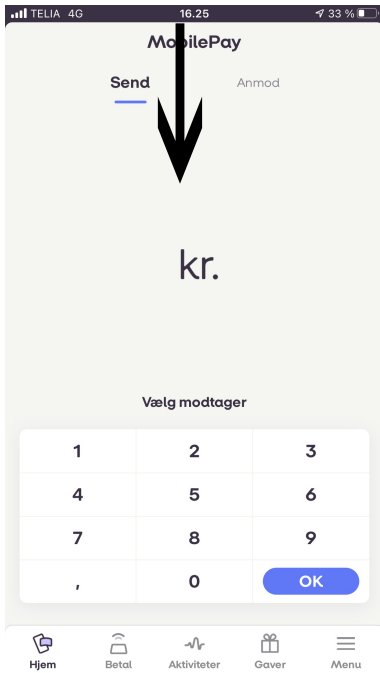 TELIA 4G 16.25 33 %
MobilePay
Send Anmod
kr.
Vælg modtager
1 2 3
4 5 6
7 8 9
, 0 OK
Hjem Betal Aktiviteter Gaver Menu